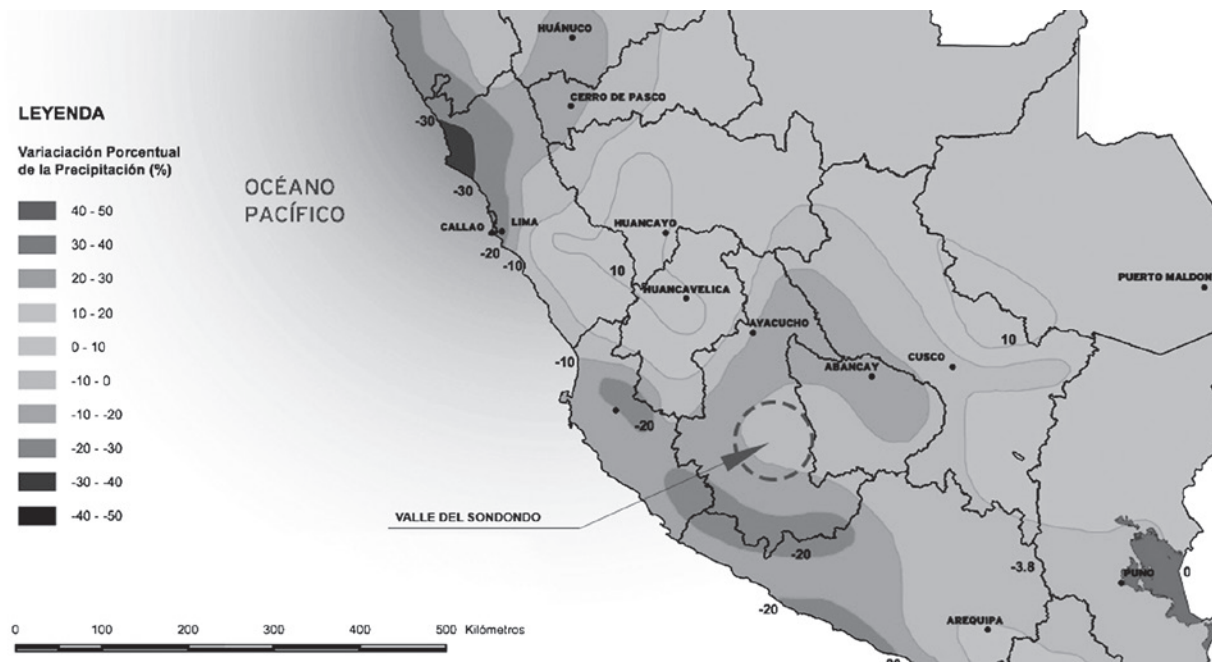 LEYENDA
Variaciación Porcentual
de la Precipitación (%)
40 - 50
30 - 40
20 - 30
10 - 20
0 - 10
-10 - 0
-10 - -20
-20 - -30
-30 - -40
-40 - -50
OCÉANO
PACÍFICO
HUÁNUCO
CERRO DE PASCO
-30
-30
CALLAO
LIMA
-20
-10
HUANCAYO
10
HUANCAVELICA
PUERTO MALDON
AYACUCHO
10
-10
ABANCAY
CUSCO
-20
VALLE DEL SONDONDO
-20
-3.8
PUNO
0
-20
AREQUIPA
0 100 200 300 400 500 Kilómetros